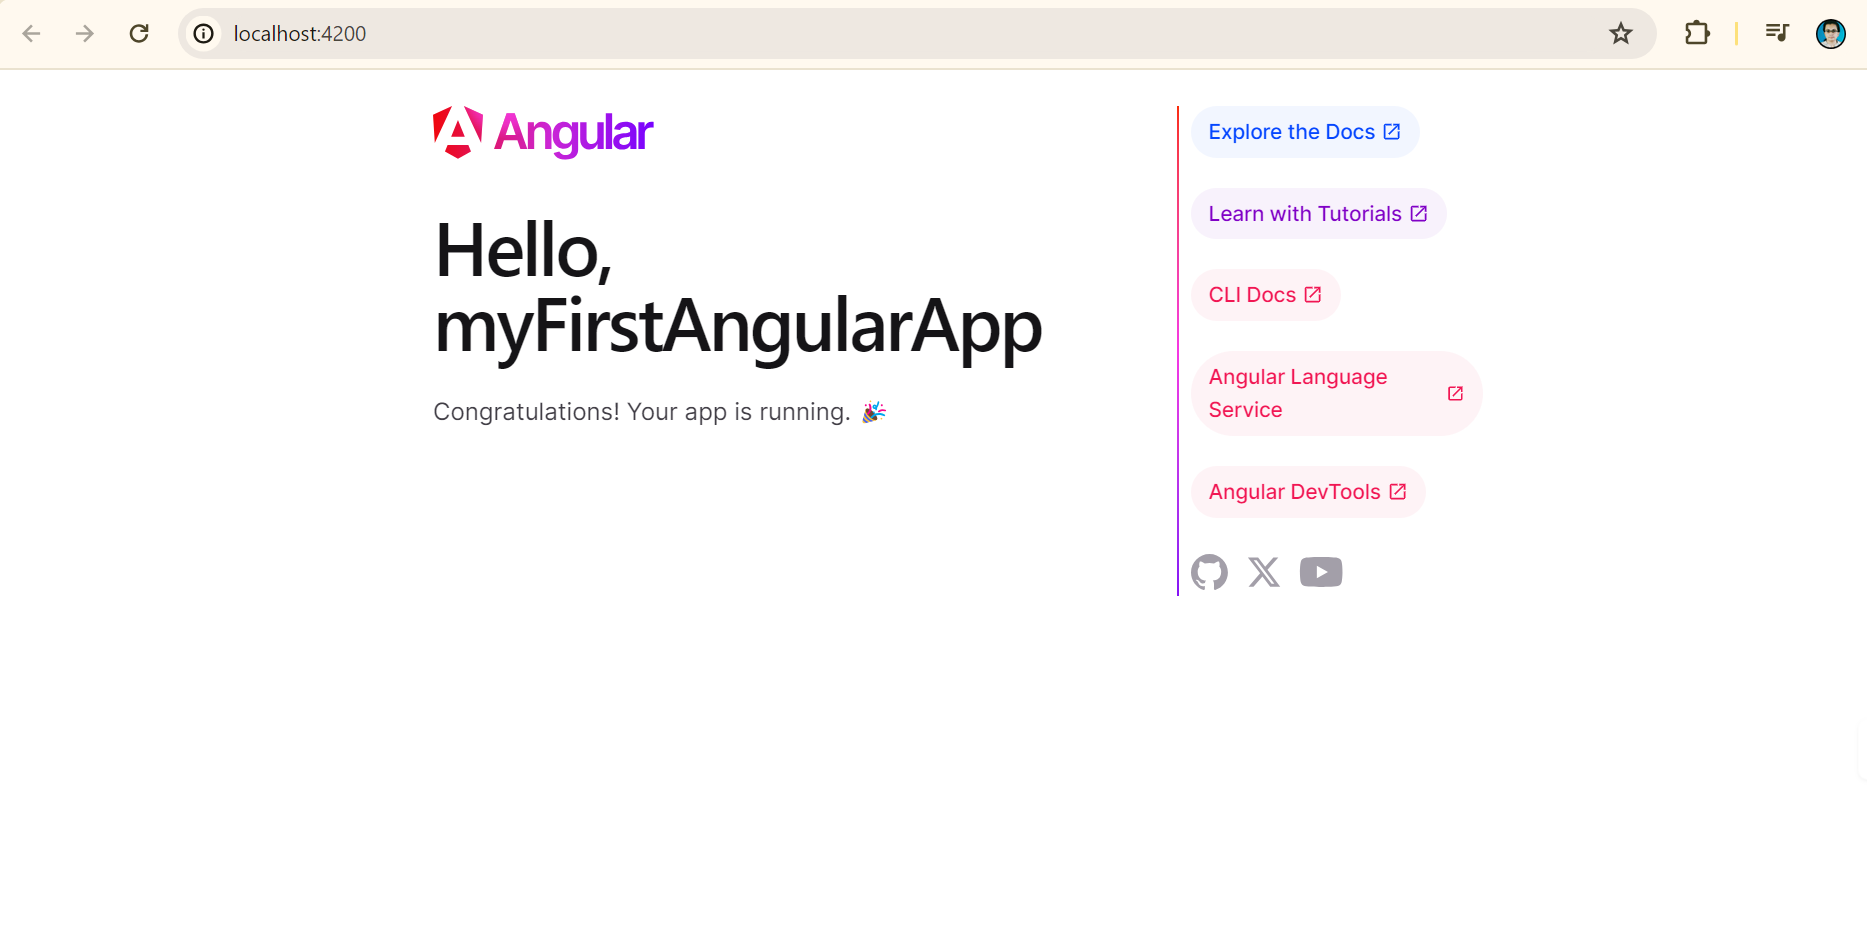 localhost:4200
Angular
Hello,
myFirstAngularApp
Congratulations! Your app is running. 🎉
Explore the Docs
Learn with Tutorials
CLI Docs
Angular Language
Service
Angular DevTools